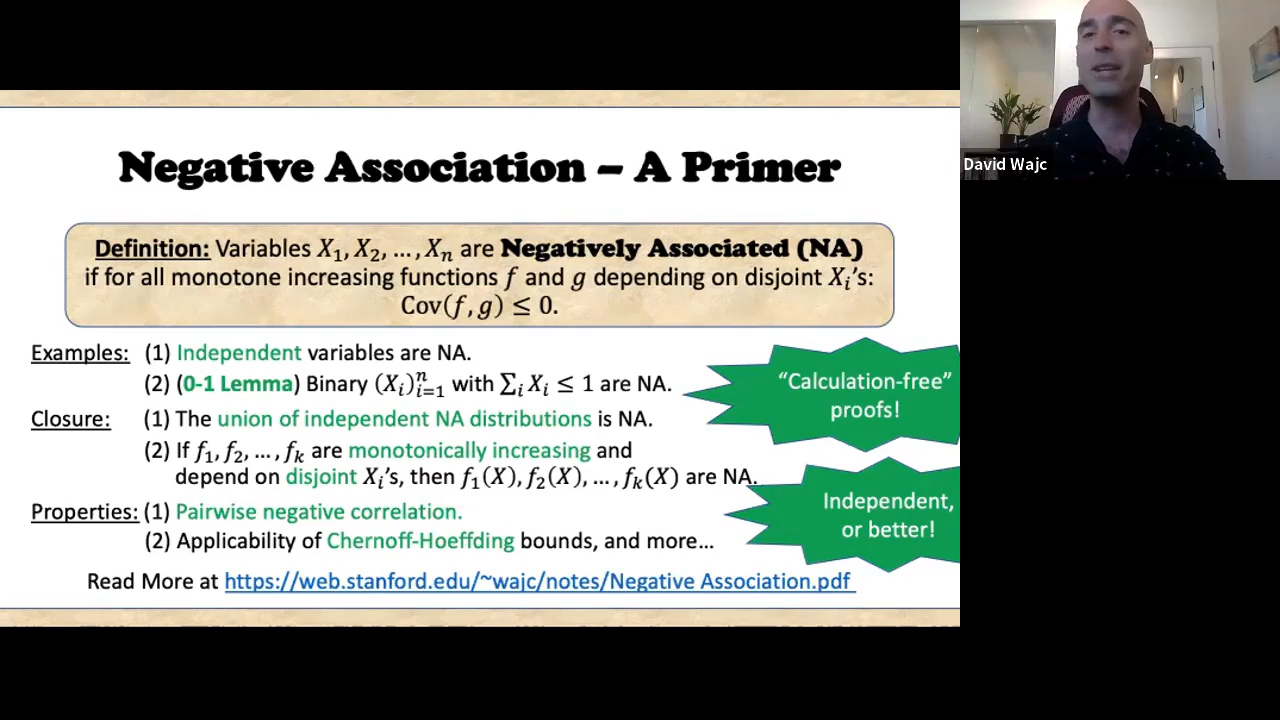 Negative Association – A Primer
Definition: Variables X₁, X₂, …, Xₙ are Negatively Associated (NA)
if for all monotone increasing functions f and g depending on disjoint Xᵢ's:
Cov(f, g) ≤ 0.
Examples: (1) Independent variables are NA.
(2) (0-1 Lemma) Binary (Xᵢ)ⁿᵢ₌₁ with ∑ᵢ Xᵢ ≤ 1 are NA.
Closure: (1) The union of independent NA distributions is NA.
(2) If f₁, f₂, …, fₖ are monotonically increasing and
depend on disjoint Xᵢ's, then f₁(X), f₂(X), …, fₖ(X) are NA.
Properties: (1) Pairwise negative correlation.
(2) Applicability of Chernoff-Hoeffding bounds, and more…
Read More at https://web.stanford.edu/~wajc/notes/Negative Association.pdf
"Calculation-free"
proofs!
Independent,
or better!
David Wajc